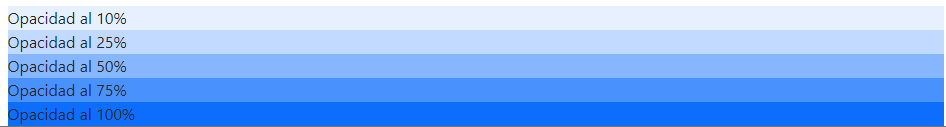 Opacidad al 10%
Opacidad al 25%
Opacidad al 50%
Opacidad al 75%
Opacidad al 100%